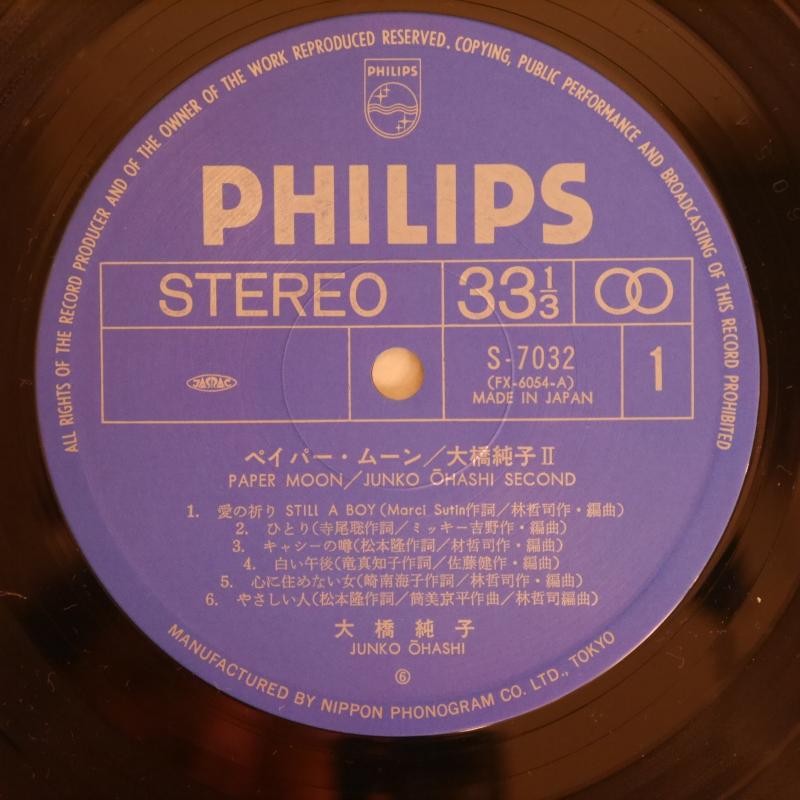 ALL RIGHTS OF THE RECORD PRODUCER AND OF THE OWNER OF THE WORK REPRODUCED RESERVED. COPYING, PUBLIC PERFORMANCE AND BROADCASTING OF THIS RECORD PROHIBITED
PHILIPS
PHILIPS
STEREO 33 1/3
JASRAC
S-7032
(FX-6054-A)
MADE IN JAPAN
1
ペイパー・ムーン/大橋純子Ⅱ
PAPER MOON/JUNKO ŌHASHI SECOND
1. 愛の祈り STILL A BOY(Marci Sutin作詞/林哲司作・編曲)
2. ひとり(寺尾聡作詞/ミッキー吉野作・編曲)
3. キャシーの噂(松本隆作詞/材哲司作・編曲)
4. 白い午後(竜真知子作詞/佐藤健作・編曲)
5. 心に住めない女(崎南海子作詞/林哲司作・編曲)
6. やさしい人(松本隆作詞/筒美京平作曲/林哲司編曲)
大橋純子
JUNKO ŌHASHI
⑥
MANUFACTURED BY NIPPON PHONOGRAM CO. LTD., TOKYO